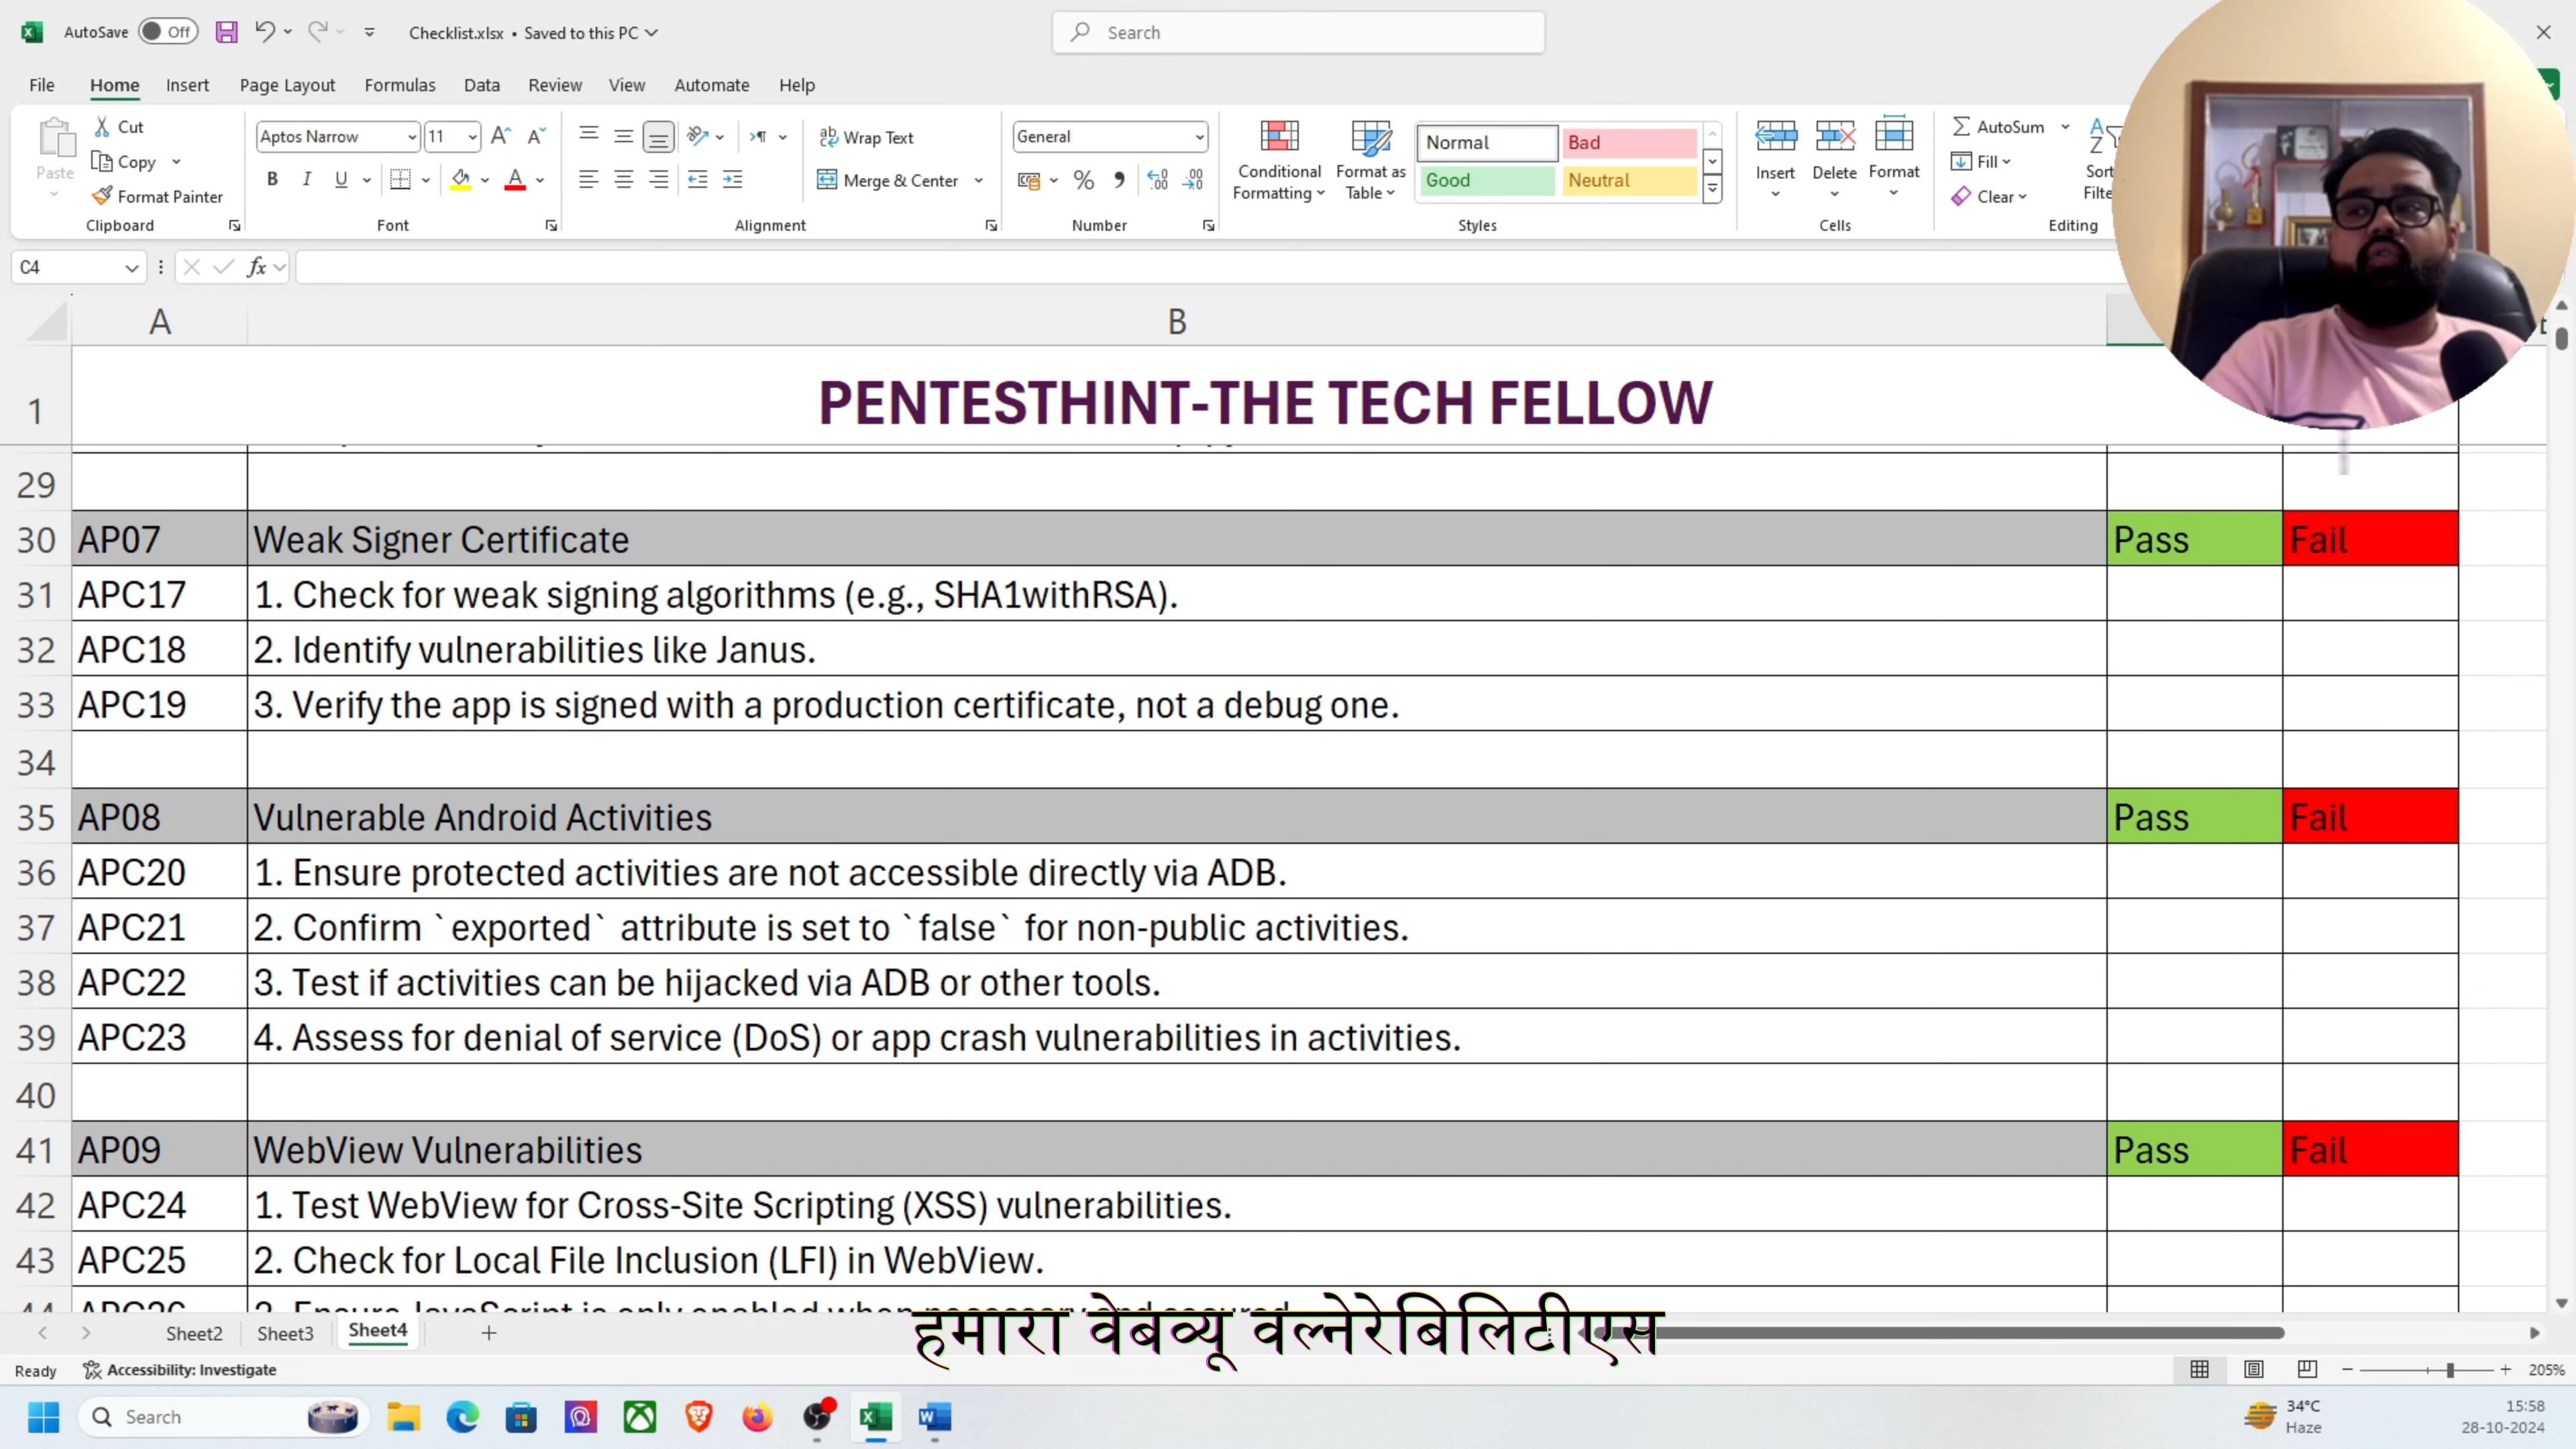 AutoSave Off Checklist.xlsx • Saved to this PC Search
File Home Insert Page Layout Formulas Data Review View Automate Help
Paste Cut Copy Format Painter
Clipboard
Aptos Narrow 11
B I U
Font
Wrap Text
Merge & Center
Alignment
General
Number
Conditional Formatting Format as Table
Normal Bad
Good Neutral
Styles
Insert Delete Format
Cells
AutoSum
Fill
Clear
Sort
Filte
Editing
C4 fx
A B
1 PENTESTHINT-THE TECH FELLOW
29
30 AP07 Weak Signer Certificate Pass Fail
31 APC17 1. Check for weak signing algorithms (e.g., SHA1withRSA).
32 APC18 2. Identify vulnerabilities like Janus.
33 APC19 3. Verify the app is signed with a production certificate, not a debug one.
34
35 AP08 Vulnerable Android Activities Pass Fail
36 APC20 1. Ensure protected activities are not accessible directly via ADB.
37 APC21 2. Confirm `exported` attribute is set to `false` for non-public activities.
38 APC22 3. Test if activities can be hijacked via ADB or other tools.
39 APC23 4. Assess for denial of service (DoS) or app crash vulnerabilities in activities.
40
41 AP09 WebView Vulnerabilities Pass Fail
42 APC24 1. Test WebView for Cross-Site Scripting (XSS) vulnerabilities.
43 APC25 2. Check for Local File Inclusion (LFI) in WebView.
हमारा वेबव्यू वल्नेरेबिलिटीएस
Sheet2 Sheet3 Sheet4
Ready Accessibility: Investigate 205%
Search 34°C Haze 15:58 28-10-2024